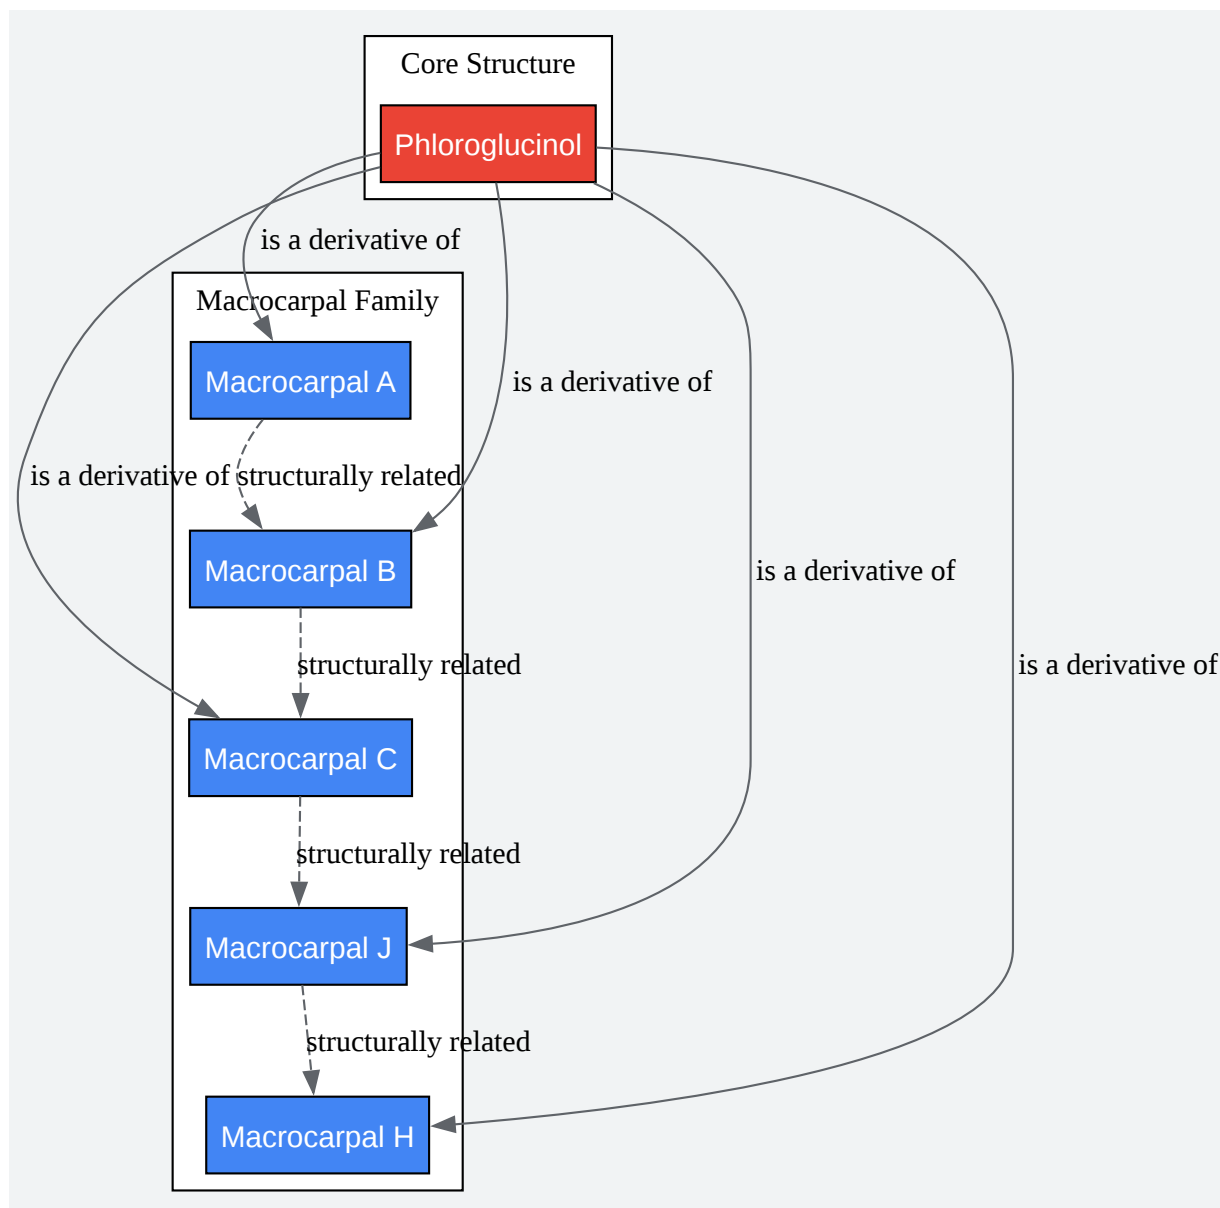 Core Structure
Phloroglucinol
is a derivative of
Macrocarpal Family
Macrocarpal A
is a derivative of
is a derivative of
structurally related
Macrocarpal B
is a derivative of
structurally related
is a derivative of
Macrocarpal C
structurally related
Macrocarpal J
structurally related
Macrocarpal H